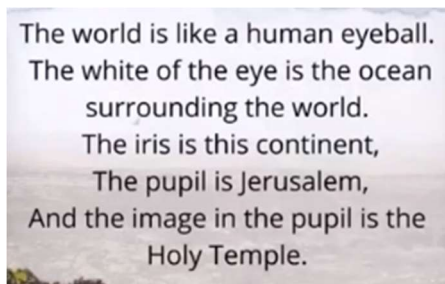 The world is like a human eyeball.
The white of the eye is the ocean
surrounding the world.
The iris is this continent,
The pupil is Jerusalem,
And the image in the pupil is the
Holy Temple.